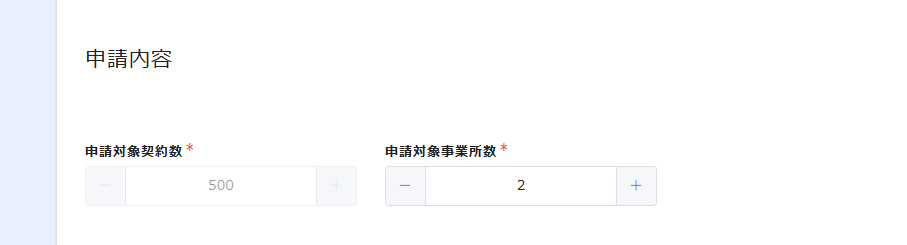 申請内容
申請対象契約数 * 申請対象事業所数 *
− 500 + − 2 +